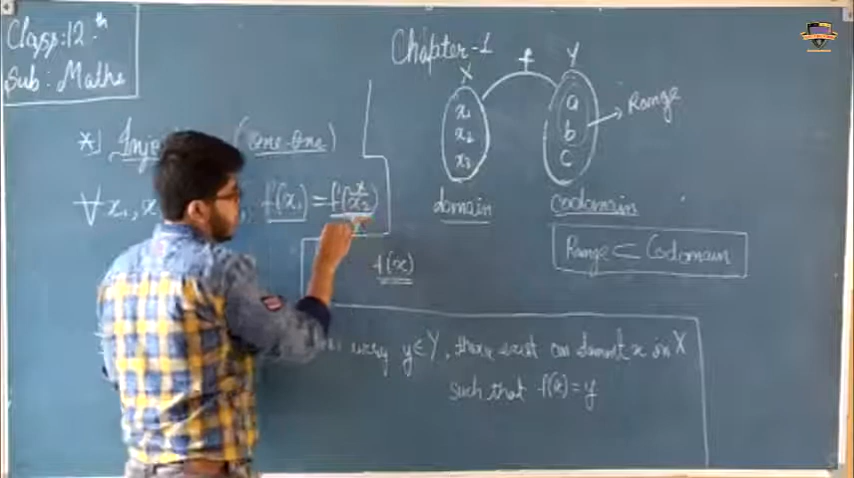 Class: 12th
Sub: Maths
Chapter-1
X
f
Y
x₁
x₂
x₃
a
b
c
Range
domain
Codomain
Range ⊂ Codomain
*] (One-One)
∀ x₁, f(x₁) = f(x₂)
f(x)
every y ∈ Y, there exist an element x in X
such that f(x) = y